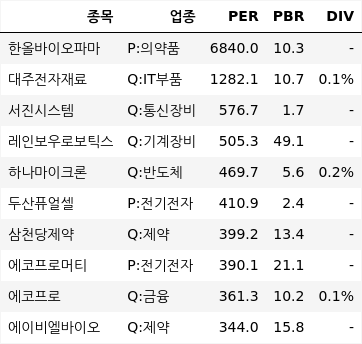 종목 업종 PER PBR DIV
한올바이오파마 P:의약품 6840.0 10.3 -
대주전자재료 Q:IT부품 1282.1 10.7 0.1%
서진시스템 Q:통신장비 576.7 1.7 -
레인보우로보틱스 Q:기계장비 505.3 49.1 -
하나마이크론 Q:반도체 469.7 5.6 0.2%
두산퓨얼셀 P:전기전자 410.9 2.4 -
삼천당제약 Q:제약 399.2 13.4 -
에코프로머티 P:전기전자 390.1 21.1 -
에코프로 Q:금융 361.3 10.2 0.1%
에이비엘바이오 Q:제약 344.0 15.8 -